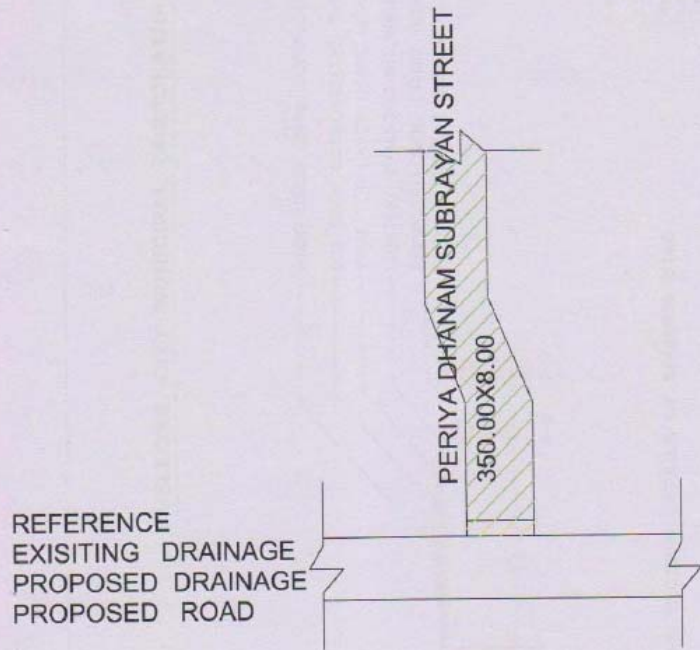 PERIYA DHANAM SUBRAYAN STREET
350.00X8.00
REFERENCE
EXISITING DRAINAGE
PROPOSED DRAINAGE
PROPOSED ROAD